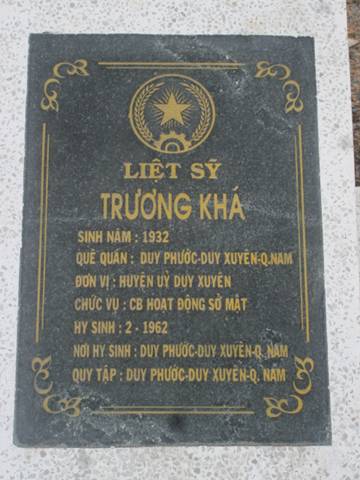 LIỆT SỸ
TRƯƠNG KHÁ
SINH NĂM : 1932
QUÊ QUÁN : DUY PHƯỚC-DUY XUYÊN-Q.NAM
ĐƠN VỊ : HUYỆN UỶ DUY XUYÊN
CHỨC VỤ : CB HOẠT ĐỘNG SỞ MẬT
HY SINH : 2 - 1962
NƠI HY SINH : DUY PHƯỚC-DUY XUYÊN-Q. NAM
QUY TẬP : DUY PHƯỚC-DUY XUYÊN-Q. NAM